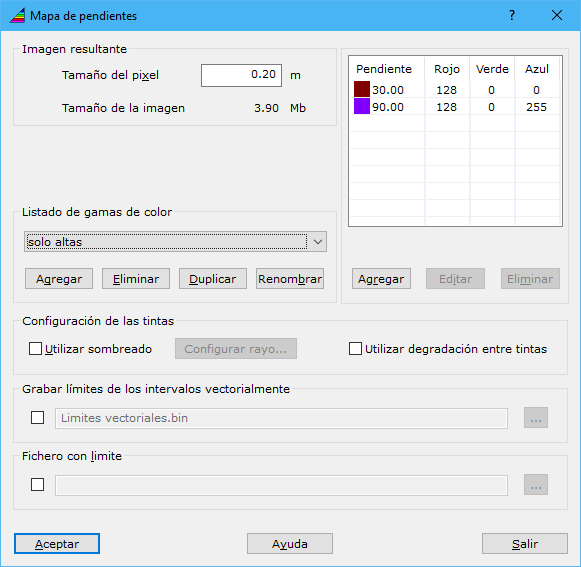 Mapa de pendientes ?
Imagen resultante
Tamaño del pixel 0.20 m
Tamaño de la imagen 3.90 Mb
Pendiente Rojo Verde Azul
30.00 128 0 0
90.00 128 0 255
Listado de gamas de color
solo altas
Agregar Eliminar Duplicar Renombrar
Agregar Editar Eliminar
Configuración de las tintas
Utilizar sombreado Configurar rayo... Utilizar degradación entre tintas
Grabar límites de los intervalos vectorialmente
Limites vectoriales.bin ...
Fichero con limite
...
Aceptar Ayuda Salir